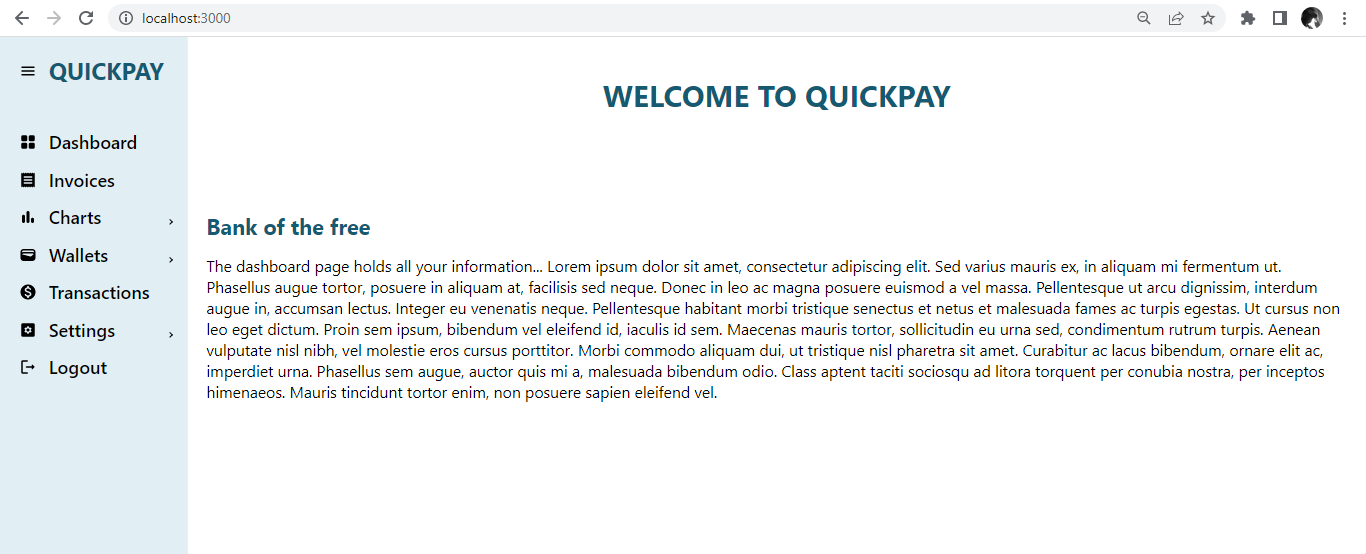 localhost:3000
QUICKPAY
Dashboard
Invoices
Charts
Wallets
Transactions
Settings
Logout
WELCOME TO QUICKPAY
Bank of the free
The dashboard page holds all your information... Lorem ipsum dolor sit amet, consectetur adipiscing elit. Sed varius mauris ex, in aliquam mi fermentum ut.
Phasellus augue tortor, posuere in aliquam at, facilisis sed neque. Donec in leo ac magna posuere euismod a vel massa. Pellentesque ut arcu dignissim, interdum
augue in, accumsan lectus. Integer eu venenatis neque. Pellentesque habitant morbi tristique senectus et netus et malesuada fames ac turpis egestas. Ut cursus non
leo eget dictum. Proin sem ipsum, bibendum vel eleifend id, iaculis id sem. Maecenas mauris tortor, sollicitudin eu urna sed, condimentum rutrum turpis. Aenean
vulputate nisl nibh, vel molestie eros cursus porttitor. Morbi commodo aliquam dui, ut tristique nisl pharetra sit amet. Curabitur ac lacus bibendum, ornare elit ac,
imperdiet urna. Phasellus sem augue, auctor quis mi a, malesuada bibendum odio. Class aptent taciti sociosqu ad litora torquent per conubia nostra, per inceptos
himenaeos. Mauris tincidunt tortor enim, non posuere sapien eleifend vel.